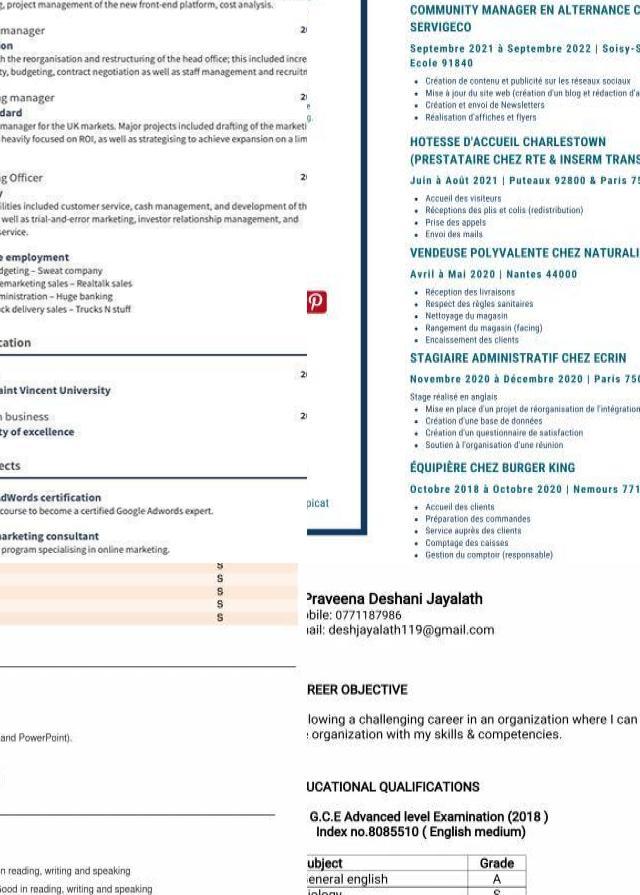 , project management of the new front-end platform, cost analysis.
manager
on
h the reorganisation and restructuring of the head office; this included incre
ty, budgeting, contract negotiation as well as staff management and recruitm
ng manager
dard
manager for the UK markets. Major projects included drafting of the marketi
heavily focused on ROI, as well as strategising to achieve expansion on a lim
ng Officer
y
ilities included customer service, cash management, and development of th
well as trial-and-error marketing, investor relationship management, and
service.
e employment
dgeting – Sweat company
emarketing sales – Realtalk sales
ministration – Huge banking
ck delivery sales – Trucks N stuff
cation
aint Vincent University
n business
ty of excellence
ects
dWords certification
course to become a certified Google Adwords expert.
arketing consultant
program specialising in online marketing.
picat
COMMUNITY MANAGER EN ALTERNANCE C
SERVIGECO
Septembre 2021 à Septembre 2022 | Soisy-S
Ecole 91840
Création de contenu et publicité sur les réseaux sociaux
Mise à jour du site web (création d'un blog et rédaction d'a
Création et envoi de Newsletters
Réalisation d'affiches et flyers
HOTESSE D'ACCUEIL CHARLESTOWN
(PRESTATAIRE CHEZ RTE & INSERM TRANS
Juin à Août 2021 | Puteaux 92800 & Paris 75
Accueil des visiteurs
Réceptions des plis et colis (redistribution)
Prise des appels
Envoi des mails
VENDEUSE POLYVALENTE CHEZ NATURALI
Avril à Mai 2020 | Nantes 44000
Réception des livraisons
Respect des règles sanitaires
Nettoyage du magasin
Rangement du magasin (facing)
Encaissement des clients
STAGIAIRE ADMINISTRATIF CHEZ ECRIN
Novembre 2020 à Décembre 2020 | Paris 750
Stage réalisé en anglais
Mise en place d'un projet de réorganisation de l'intégration
Création d'une base de données
Création d'un questionnaire de satisfaction
Soutien à l'organisation d'une réunion
ÉQUIPIÈRE CHEZ BURGER KING
Octobre 2018 à Octobre 2020 | Nemours 771
Accueil des clients
Préparation des commandes
Service auprès des clients
Comptage des caisses
Gestion du comptoir (responsable)
S
S
S
S
S
and PowerPoint).
n reading, writing and speaking
Good in reading, writing and speaking
Praveena Deshani Jayalath
bile: 0771187986
ail: deshjayalath119@gmail.com
REER OBJECTIVE
lowing a challenging career in an organization where I can
organization with my skills & competencies.
UCATIONAL QUALIFICATIONS
G.C.E Advanced level Examination (2018 )
Index no.8085510 ( English medium)
ubject Grade
eneral english A
iology S